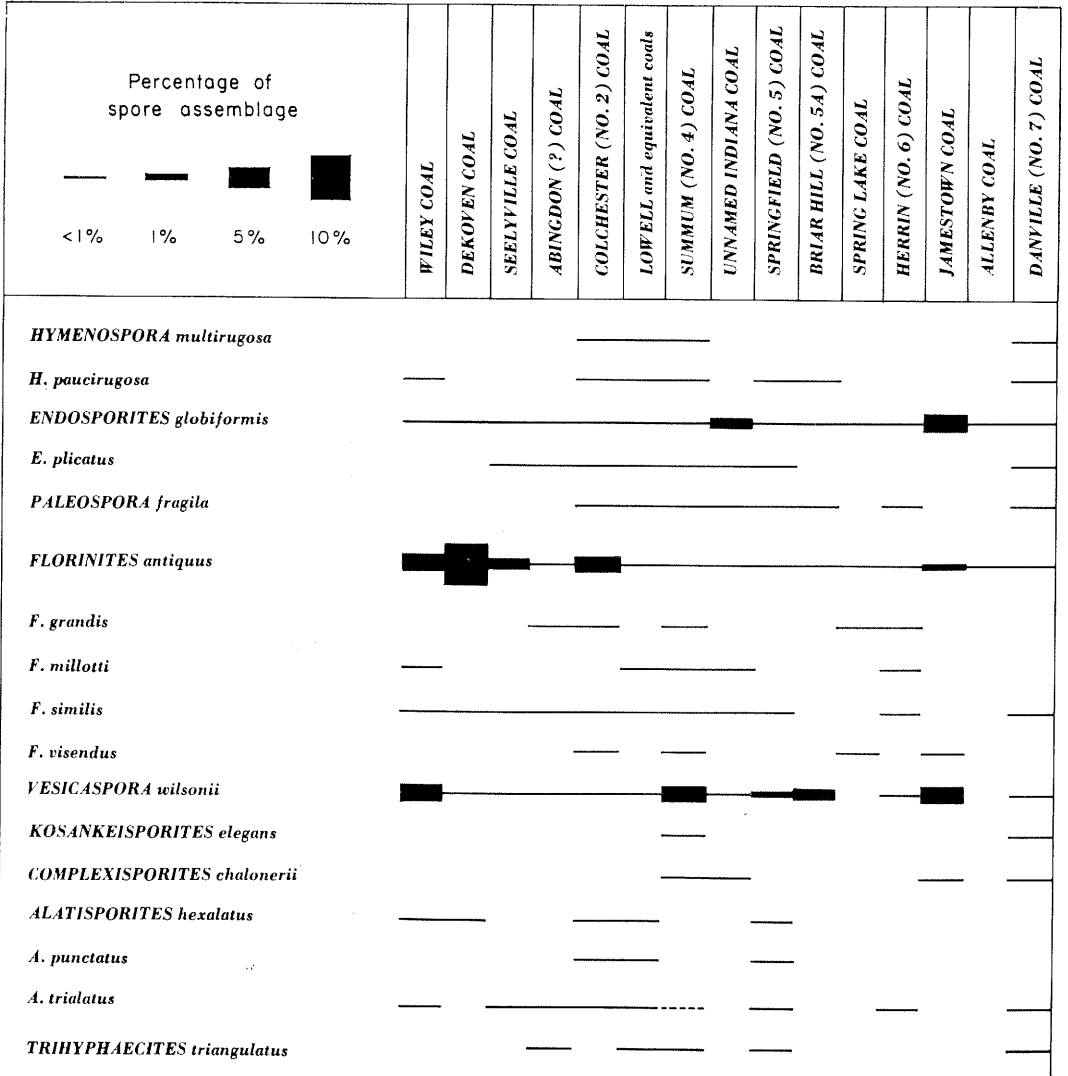 Percentage of
spore assemblage
<1%
1%
5%
10%
WILEY COAL
DEKOVEN COAL
SEELYVILLE COAL
ABINGDON (?) COAL
COLCHESTER (NO. 2) COAL
LOWELL and equivalent coals
SUMMUM (NO. 4) COAL
UNNAMED INDIANA COAL
SPRINGFIELD (NO. 5) COAL
BRIAR HILL (NO. 5A) COAL
SPRING LAKE COAL
HERRIN (NO. 6) COAL
JAMESTOWN COAL
ALLENBY COAL
DANVILLE (NO. 7) COAL
HYMENOSPORA multirugosa
H. paucirugosa
ENDOSPORITES globiformis
E. plicatus
PALEOSPORA fragila
FLORINITES antiquus
F. grandis
F. millotti
F. similis
F. visendus
VESICASPORA wilsonii
KOSANKEISPORITES elegans
COMPLEXISPORITES chalonerii
ALATISPORITES hexalatus
A. punctatus
A. trialatus
TRIHYPHAECITES triangulatus